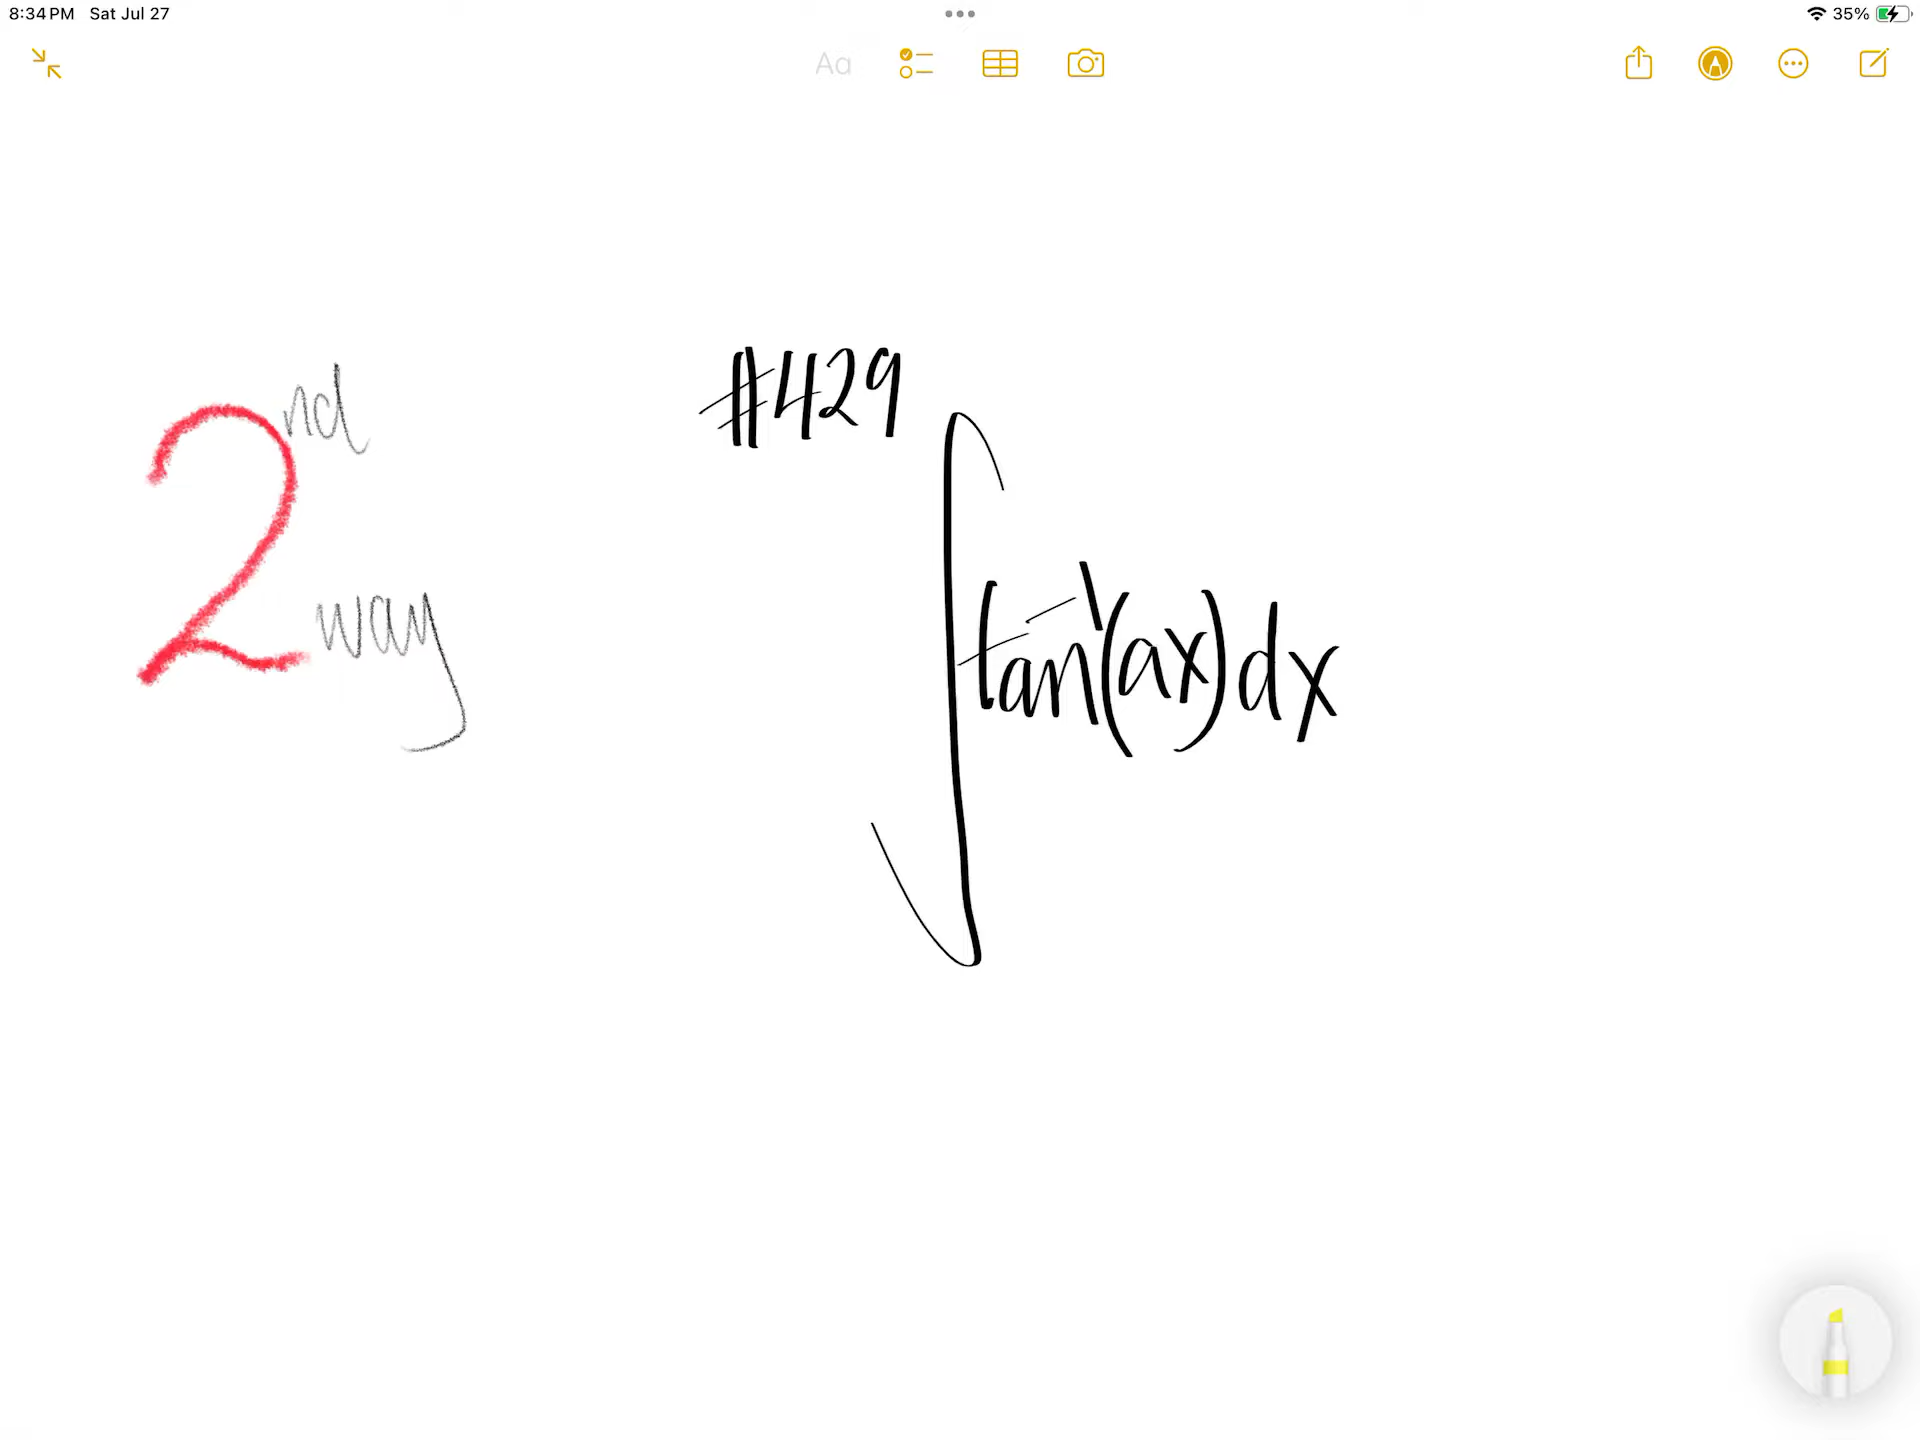 8:34 PM Sat Jul 27
35%
Aa
2nd way
#429
∫tan⁻¹(ax)dx